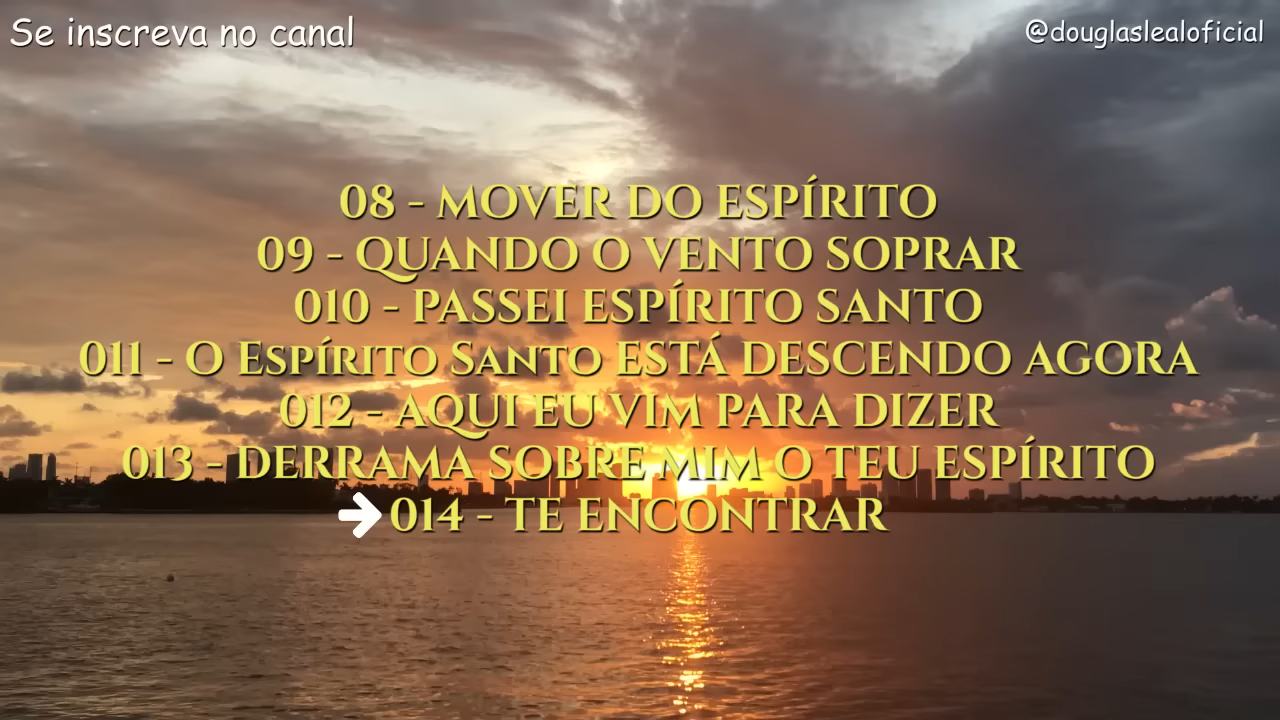 Se inscreva no canal
@douglaslealoficial
08 - MOVER DO ESPÍRITO
09 - QUANDO O VENTO SOPRAR
010 - PASSEI ESPÍRITO SANTO
011 - O Espírito Santo ESTÁ DESCENDO AGORA
012 - AQUI EU VIM PARA DIZER
013 - DERRAMA SOBRE MIM O TEU ESPÍRITO
014 - TE ENCONTRAR